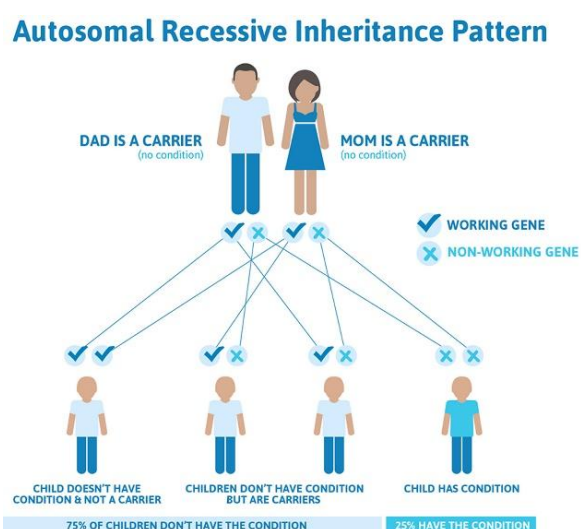 Autosomal Recessive Inheritance Pattern
DAD IS A CARRIER
(no condition)
MOM IS A CARRIER
(no condition)
WORKING GENE
NON-WORKING GENE
CHILD DOESN'T HAVE
CONDITION & NOT A CARRIER
CHILDREN DON'T HAVE CONDITION
BUT ARE CARRIERS
CHILD HAS CONDITION
75% OF CHILDREN DON'T HAVE THE CONDITION
25% HAVE THE CONDITION